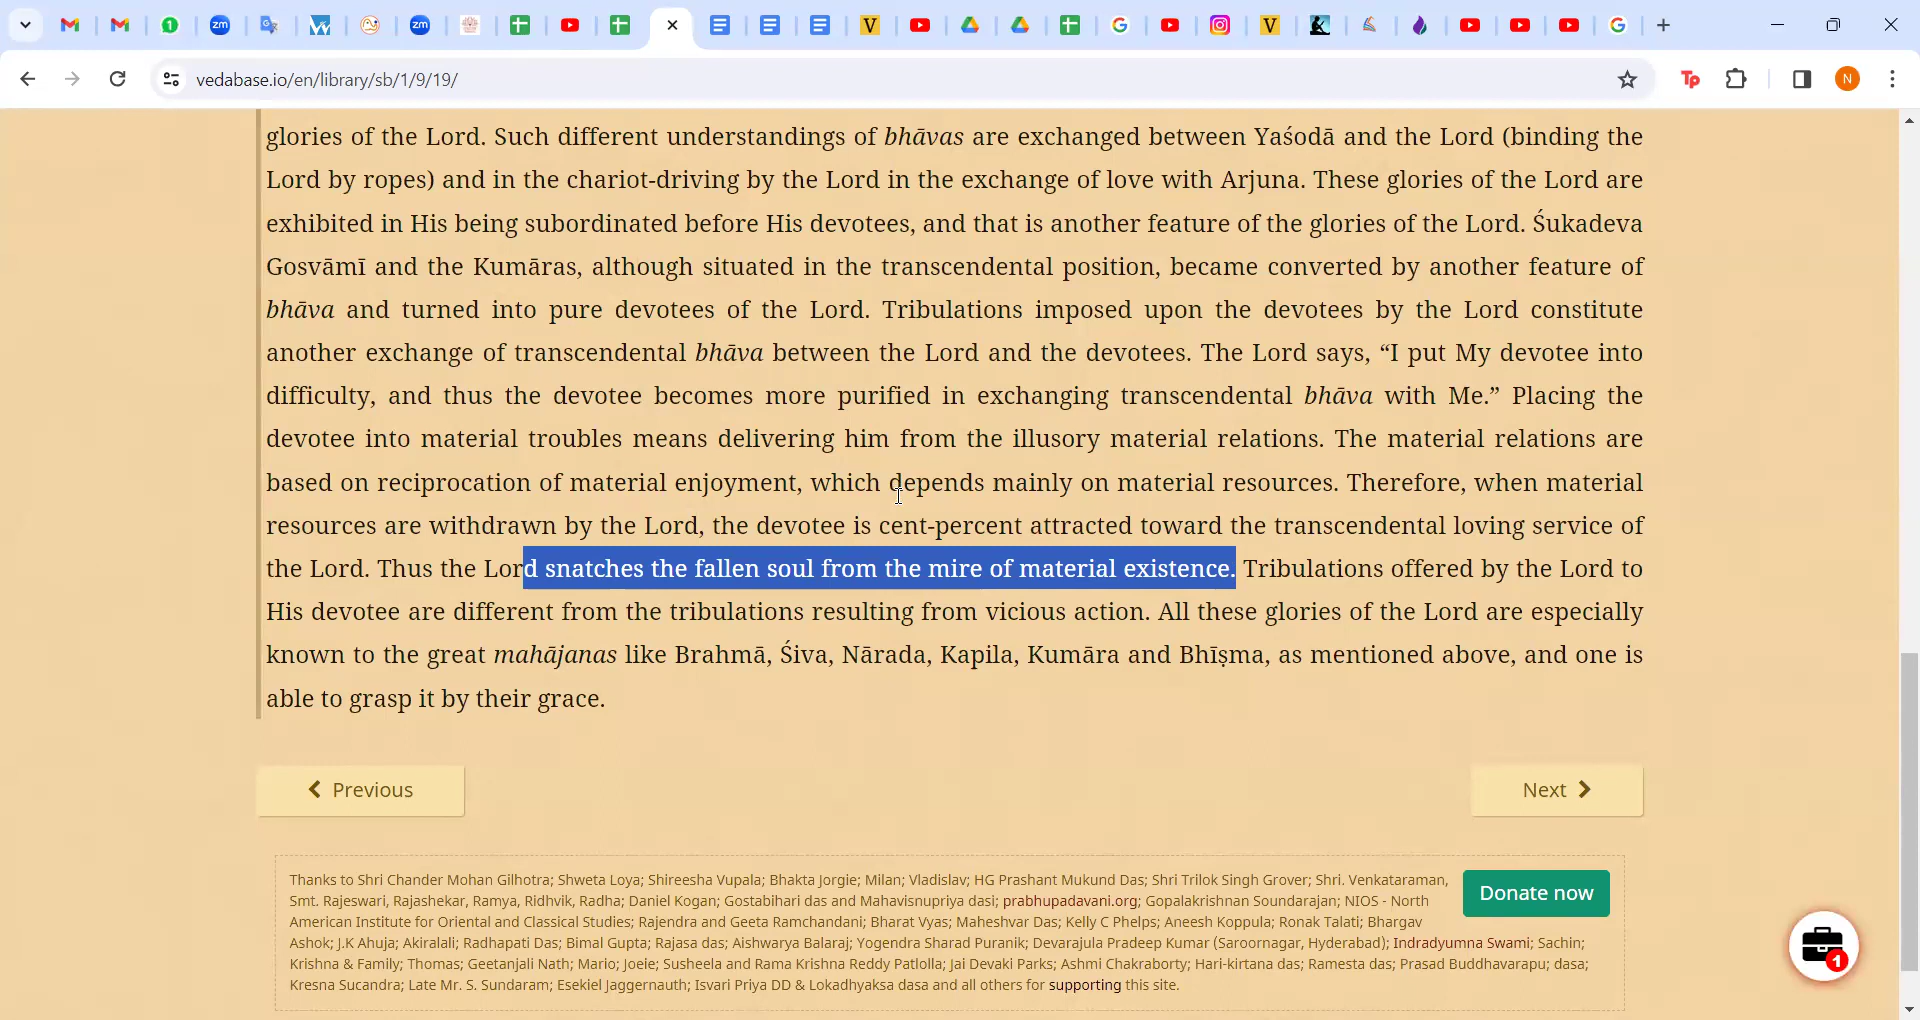 vedabase.io/en/library/sb/1/9/19/
glories of the Lord. Such different understandings of bhāvas are exchanged between Yaśodā and the Lord (binding the
Lord by ropes) and in the chariot-driving by the Lord in the exchange of love with Arjuna. These glories of the Lord are
exhibited in His being subordinated before His devotees, and that is another feature of the glories of the Lord. Śukadeva
Gosvāmī and the Kumāras, although situated in the transcendental position, became converted by another feature of
bhāva and turned into pure devotees of the Lord. Tribulations imposed upon the devotees by the Lord constitute
another exchange of transcendental bhāva between the Lord and the devotees. The Lord says, “I put My devotee into
difficulty, and thus the devotee becomes more purified in exchanging transcendental bhāva with Me.” Placing the
devotee into material troubles means delivering him from the illusory material relations. The material relations are
based on reciprocation of material enjoyment, which depends mainly on material resources. Therefore, when material
resources are withdrawn by the Lord, the devotee is cent-percent attracted toward the transcendental loving service of
the Lord. Thus the Lord snatches the fallen soul from the mire of material existence. Tribulations offered by the Lord to
His devotee are different from the tribulations resulting from vicious action. All these glories of the Lord are especially
known to the great mahājanas like Brahmā, Śiva, Nārada, Kapila, Kumāra and Bhīṣma, as mentioned above, and one is
able to grasp it by their grace.
Previous
Next
Thanks to Shri Chander Mohan Gilhotra; Shweta Loya; Shireesha Vupala; Bhakta Jorgie; Milan; Vladislav; HG Prashant Mukund Das; Shri Trilok Singh Grover; Shri. Venkataraman,
Smt. Rajeswari, Rajashekar, Ramya, Ridhvik, Radha; Daniel Kogan; Gostabihari das and Mahavisnupriya dasi; prabhupadavani.org; Gopalakrishnan Soundarajan; NIOS - North
American Institute for Oriental and Classical Studies; Rajendra and Geeta Ramchandani; Bharat Vyas; Maheshvar Das; Kelly C Phelps; Aneesh Koppula; Ronak Talati; Bhargav
Ashok; J.K Ahuja; Akiralali; Radhapati Das; Bimal Gupta; Rajasa das; Aishwarya Balaraj; Yogendra Sharad Puranik; Devarajula Pradeep Kumar (Saroornagar, Hyderabad); Indradyumna Swami; Sachin;
Krishna & Family; Thomas; Geetanjali Nath; Mario; Joeie; Susheela and Rama Krishna Reddy Patlolla; Jai Devaki Parks; Ashmi Chakraborty; Hari-kirtana das; Ramesta das; Prasad Buddhavarapu; dasa;
Kresna Sucandra; Late Mr. S. Sundaram; Esekiel Jaggernauth; Isvari Priya DD & Lokadhyaksa dasa and all others for supporting this site.
Donate now
1